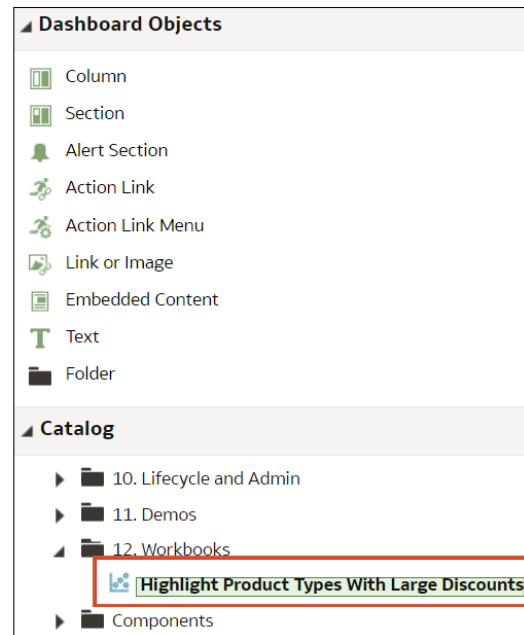 Dashboard Objects
Column
Section
Alert Section
Action Link
Action Link Menu
Link or Image
Embedded Content
Text
Folder
Catalog
10. Lifecycle and Admin
11. Demos
12. Workbooks
Highlight Product Types With Large Discounts
Components